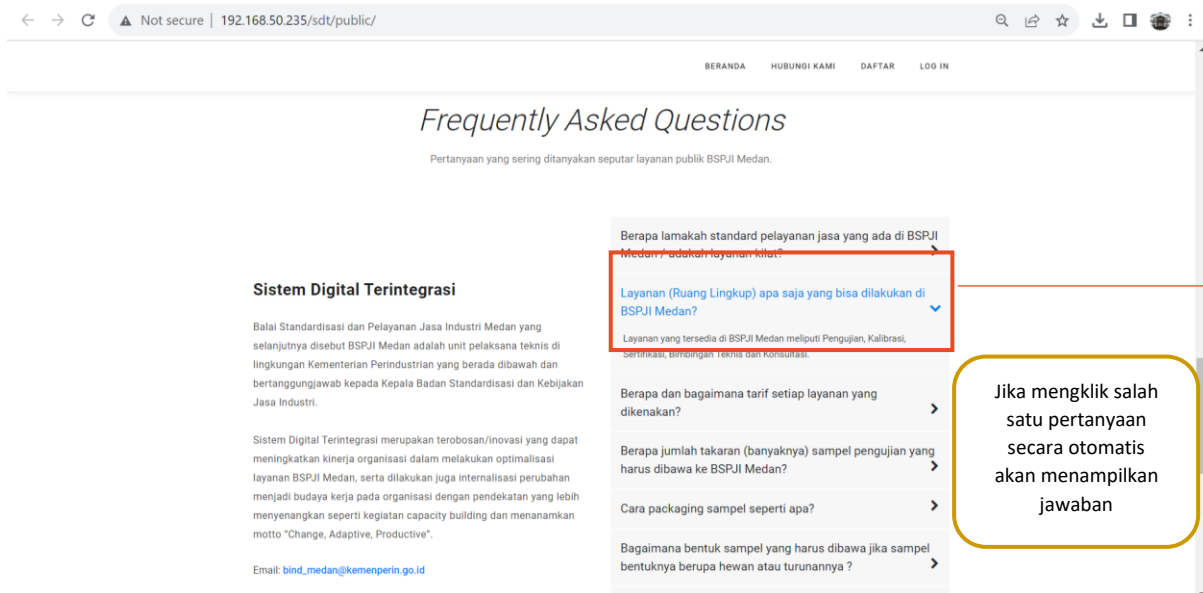 Not secure | 192.168.50.235/sdt/public/
BERANDA HUBUNGI KAMI DAFTAR LOG IN
Frequently Asked Questions
Pertanyaan yang sering ditanyakan seputar layanan publik BSPJI Medan.
Sistem Digital Terintegrasi
Balai Standardisasi dan Pelayanan Jasa Industri Medan yang
selanjutnya disebut BSPJI Medan adalah unit pelaksana teknis di
lingkungan Kementerian Perindustrian yang berada dibawah dan
bertanggungjawab kepada Kepala Badan Standardisasi dan Kebijakan
Jasa Industri.
Sistem Digital Terintegrasi merupakan terobosan/inovasi yang dapat
meningkatkan kinerja organisasi dalam melakukan optimalisasi
layanan BSPJI Medan, serta dilakukan juga internalisasi perubahan
menjadi budaya kerja pada organisasi dengan pendekatan yang lebih
menyenangkan seperti kegiatan capacity building dan menanamkan
motto "Change, Adaptive, Productive".
Email: bind_medan@kemenperin.go.id
Berapa lamakah standard pelayanan jasa yang ada di BSPJI
Medan / adakah layanan kilat?
Layanan (Ruang Lingkup) apa saja yang bisa dilakukan di
BSPJI Medan?
Layanan yang tersedia di BSPJI Medan meliputi Pengujian, Kalibrasi,
Sertifikasi, Bimbingan Teknis dan Konsultasi.
Berapa dan bagaimana tarif setiap layanan yang
dikenakan?
Berapa jumlah takaran (banyaknya) sampel pengujian yang
harus dibawa ke BSPJI Medan?
Cara packaging sampel seperti apa?
Bagaimana bentuk sampel yang harus dibawa jika sampel
bentuknya berupa hewan atau turunannya ?
Jika mengklik salah
satu pertanyaan
secara otomatis
akan menampilkan
jawaban